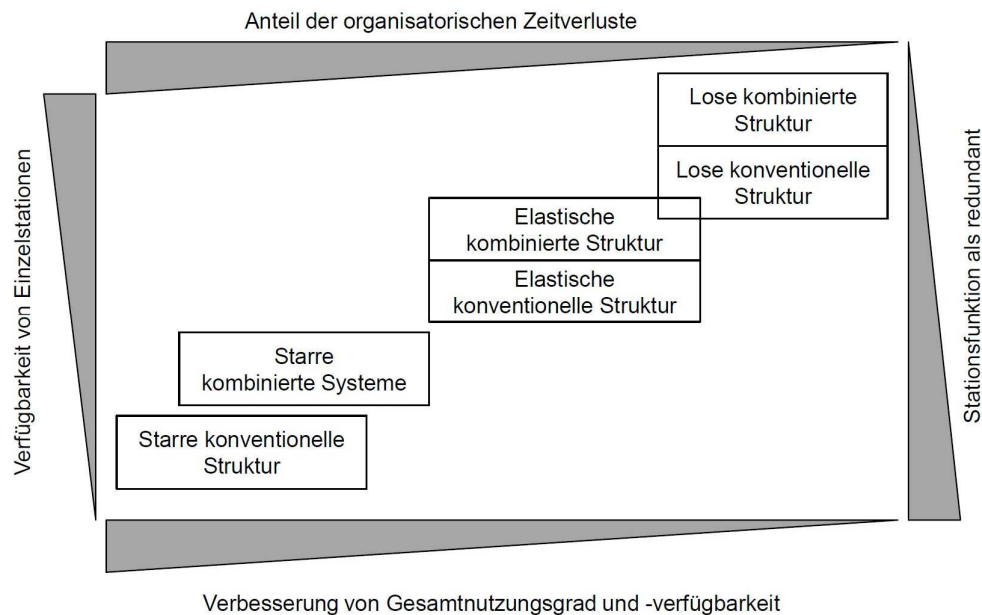 Anteil der organisatorischen Zeitverluste
Lose kombinierte
Struktur
Lose konventionelle
Struktur
Elastische
kombinierte Struktur
Elastische
konventionelle Struktur
Starre
kombinierte Systeme
Starre konventionelle
Struktur
Verfügbarkeit von Einzelstationen
Stationsfunktion als redundant
Verbesserung von Gesamtnutzungsgrad und -verfügbarkeit